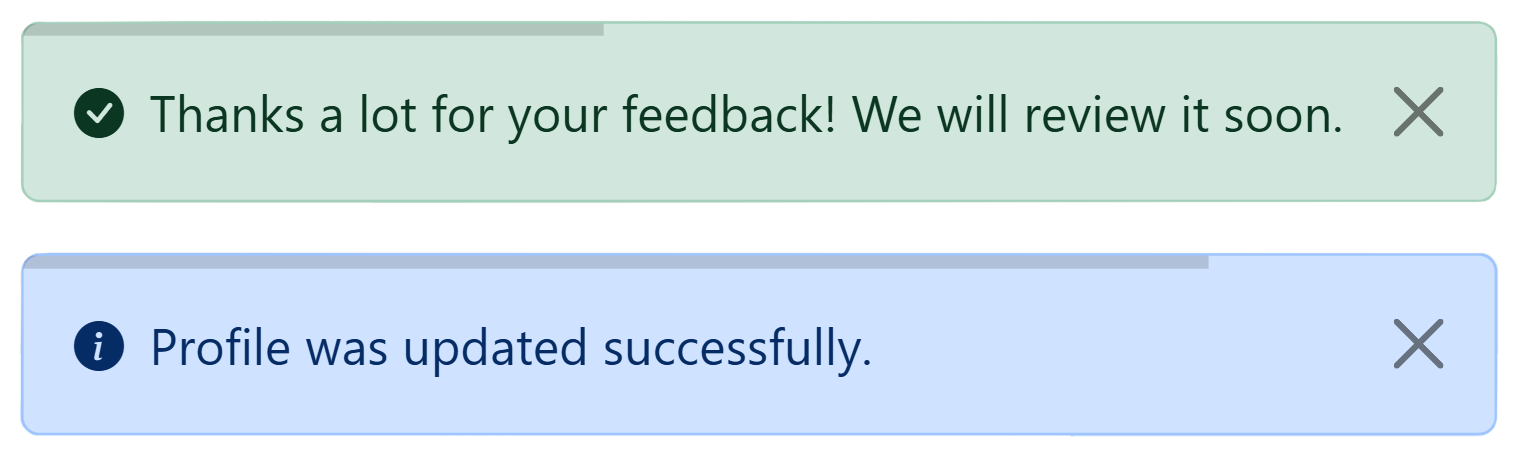 Thanks a lot for your feedback! We will review it soon.
Profile was updated successfully.